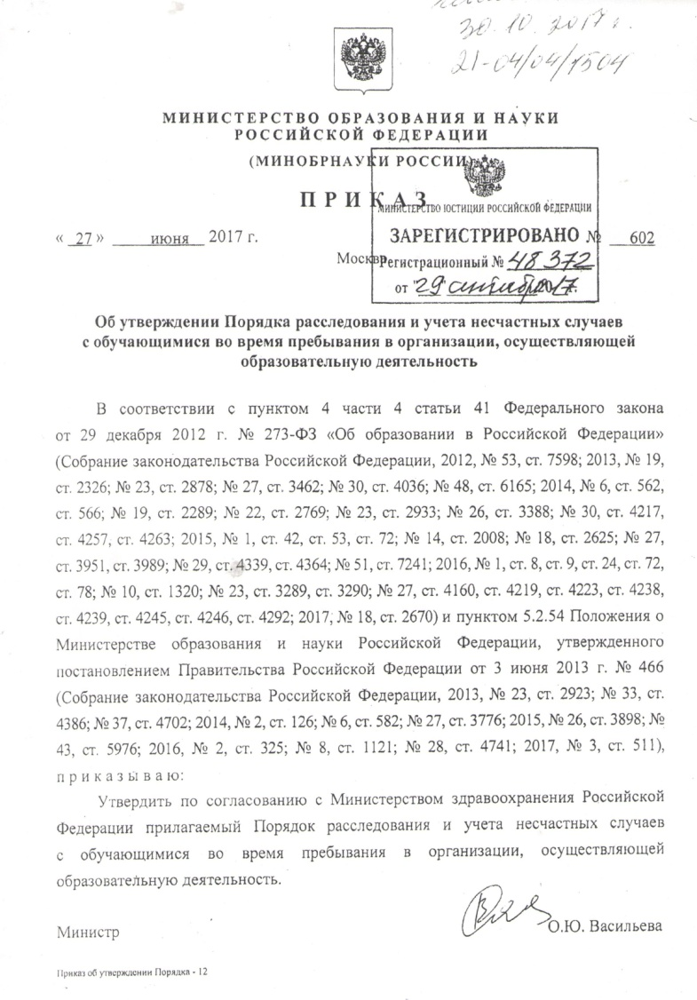 30.10.2017г.
21-04/04/1504
МИНИСТЕРСТВО ОБРАЗОВАНИЯ И НАУКИ
РОССИЙСКОЙ ФЕДЕРАЦИИ
(МИНОБРНАУКИ РОССИИ)
ПРИКАЗ
МИНИСТЕРСТВО ЮСТИЦИИ РОССИЙСКОЙ ФЕДЕРАЦИИ
ЗАРЕГИСТРИРОВАНО
« 27 » июня 2017 г.
№ 602
Москва
Регистрационный № 48372
от "29" сентября 2017.
Об утверждении Порядка расследования и учета несчастных случаев
с обучающимися во время пребывания в организации, осуществляющей
образовательную деятельность
В соответствии с пунктом 4 части 4 статьи 41 Федерального закона
от 29 декабря 2012 г. № 273-ФЗ «Об образовании в Российской Федерации»
(Собрание законодательства Российской Федерации, 2012, № 53, ст. 7598; 2013, № 19,
ст. 2326; № 23, ст. 2878; № 27, ст. 3462; № 30, ст. 4036; № 48, ст. 6165; 2014, № 6, ст. 562,
ст. 566; № 19, ст. 2289; № 22, ст. 2769; № 23, ст. 2933; № 26, ст. 3388; № 30, ст. 4217,
ст. 4257, ст. 4263; 2015, № 1, ст. 42, ст. 53, ст. 72; № 14, ст. 2008; № 18, ст. 2625; № 27,
ст. 3951, ст. 3989; № 29, ст. 4339, ст. 4364; № 51, ст. 7241; 2016, № 1, ст. 8, ст. 9, ст. 24, ст. 72,
ст. 78; № 10, ст. 1320; № 23, ст. 3289, ст. 3290; № 27, ст. 4160, ст. 4219, ст. 4223, ст. 4238,
ст. 4239, ст. 4245, ст. 4246, ст. 4292; 2017, № 18, ст. 2670) и пунктом 5.2.54 Положения о
Министерстве образования и науки Российской Федерации, утвержденного
постановлением Правительства Российской Федерации от 3 июня 2013 г. № 466
(Собрание законодательства Российской Федерации, 2013, № 23, ст. 2923; № 33, ст.
4386; № 37, ст. 4702; 2014, № 2, ст. 126; № 6, ст. 582; № 27, ст. 3776; 2015, № 26, ст. 3898; №
43, ст. 5976; 2016, № 2, ст. 325; № 8, ст. 1121; № 28, ст. 4741; 2017, № 3, ст. 511),
п р и к а з ы в а ю:
Утвердить по согласованию с Министерством здравоохранения Российской
Федерации прилагаемый Порядок расследования и учета несчастных случаев
с обучающимися во время пребывания в организации, осуществляющей
образовательную деятельность.
Министр
О.Ю. Васильева
Приказ об утверждении Порядка - 12